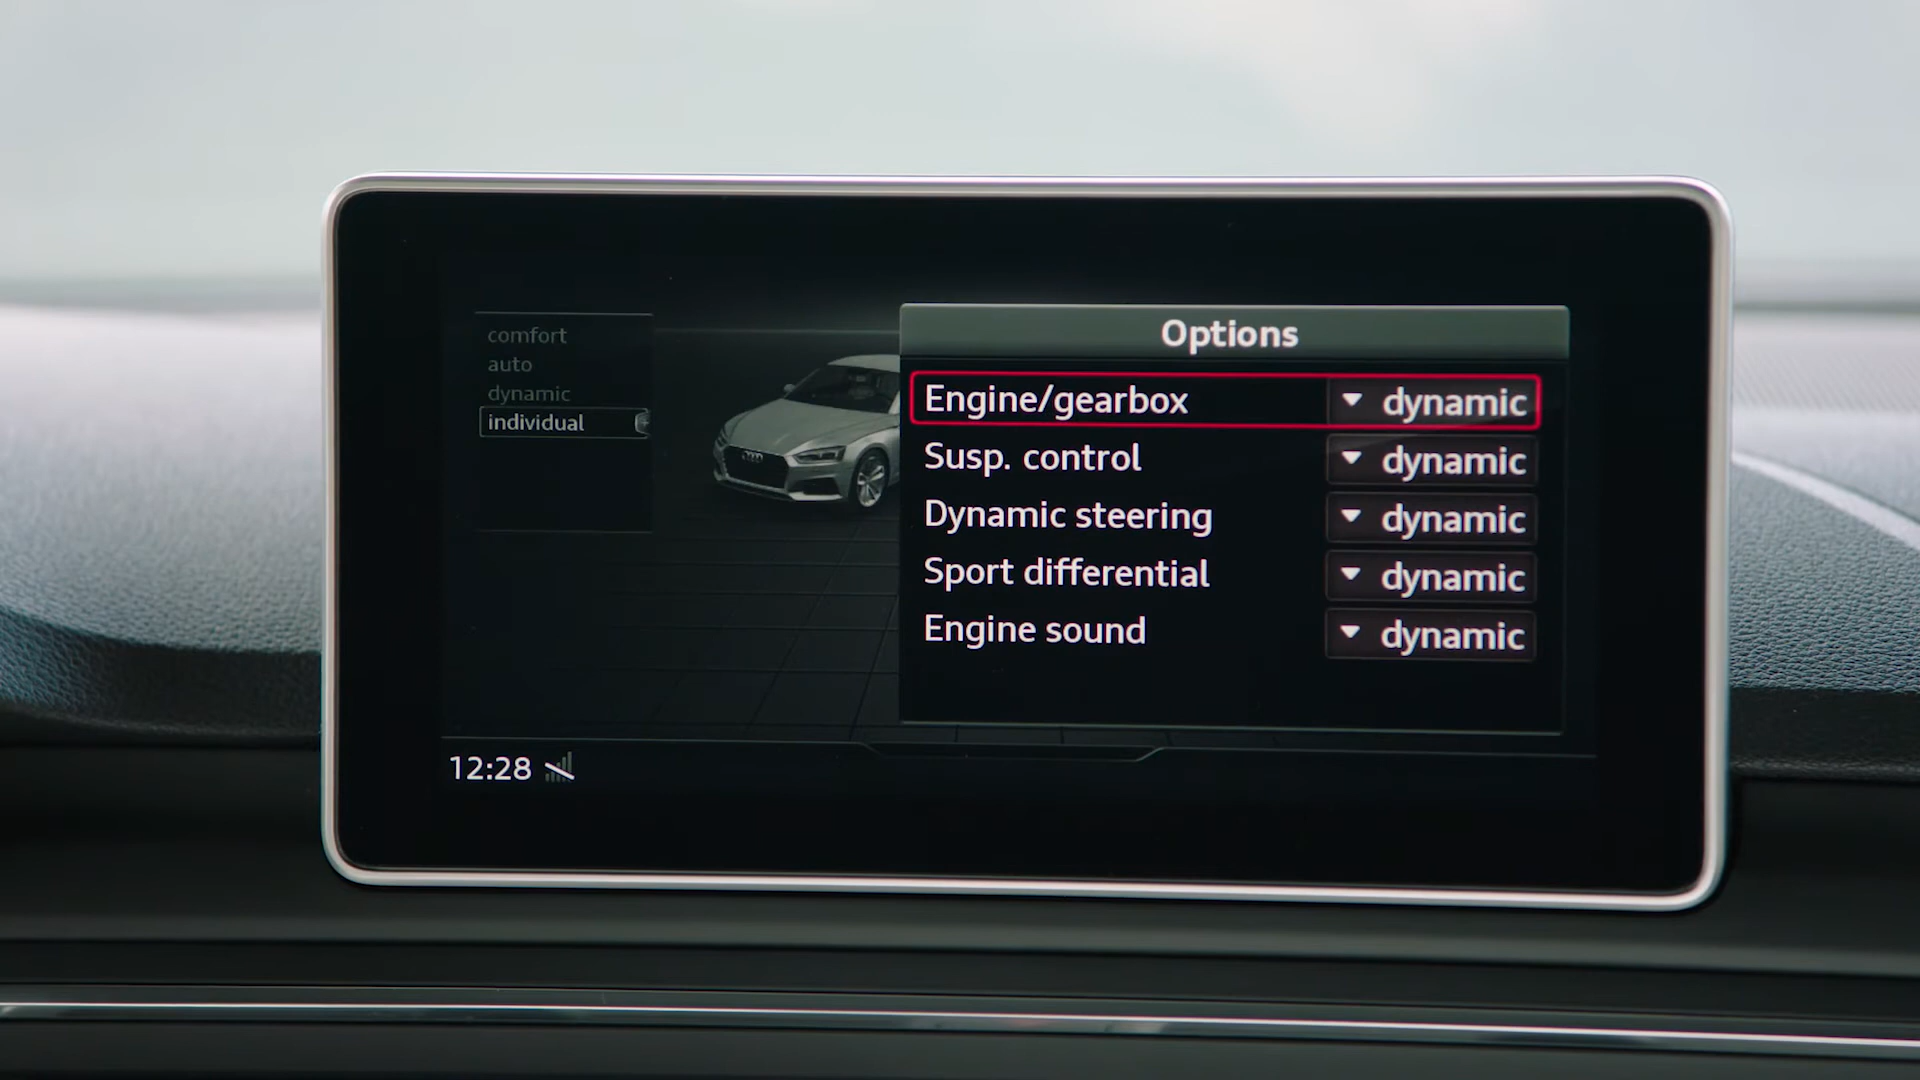 comfort
auto
dynamic
individual
Options
Engine/gearbox dynamic
Susp. control dynamic
Dynamic steering dynamic
Sport differential dynamic
Engine sound dynamic
12:28